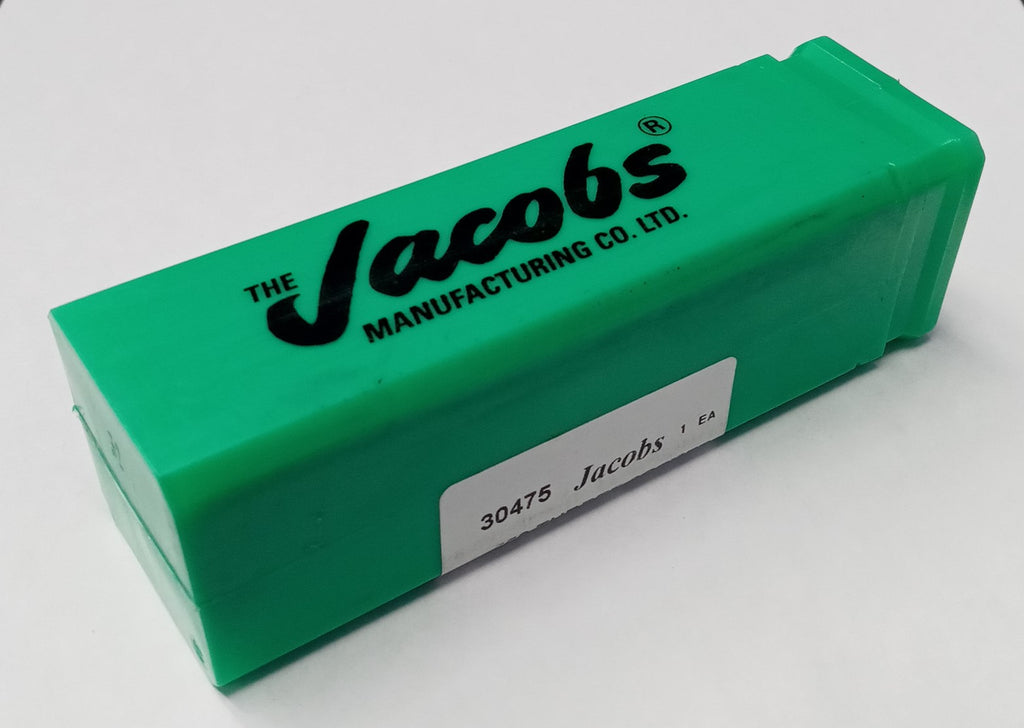 THE Jacobs®
MANUFACTURING CO. LTD.
30475 Jacobs 1 EA